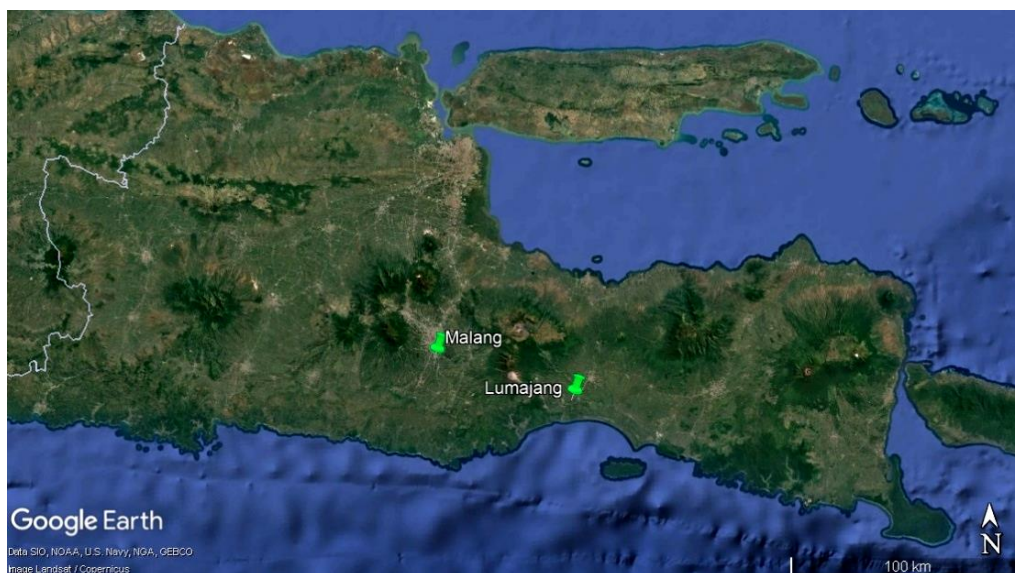 Malang
Lumajang
Google Earth
N
Data SIO, NOAA, U.S. Navy, NGA, GEBCO
Image Landsat / Copernicus
100 km